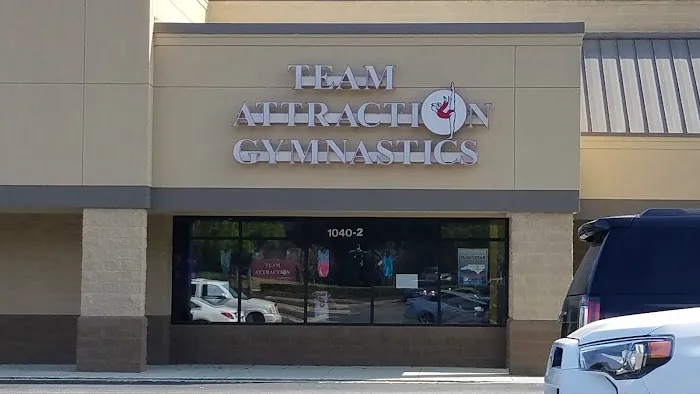 TEAM
ATTRACTION
GYMNASTICS
1040-2
TEAM
ATTRACTION